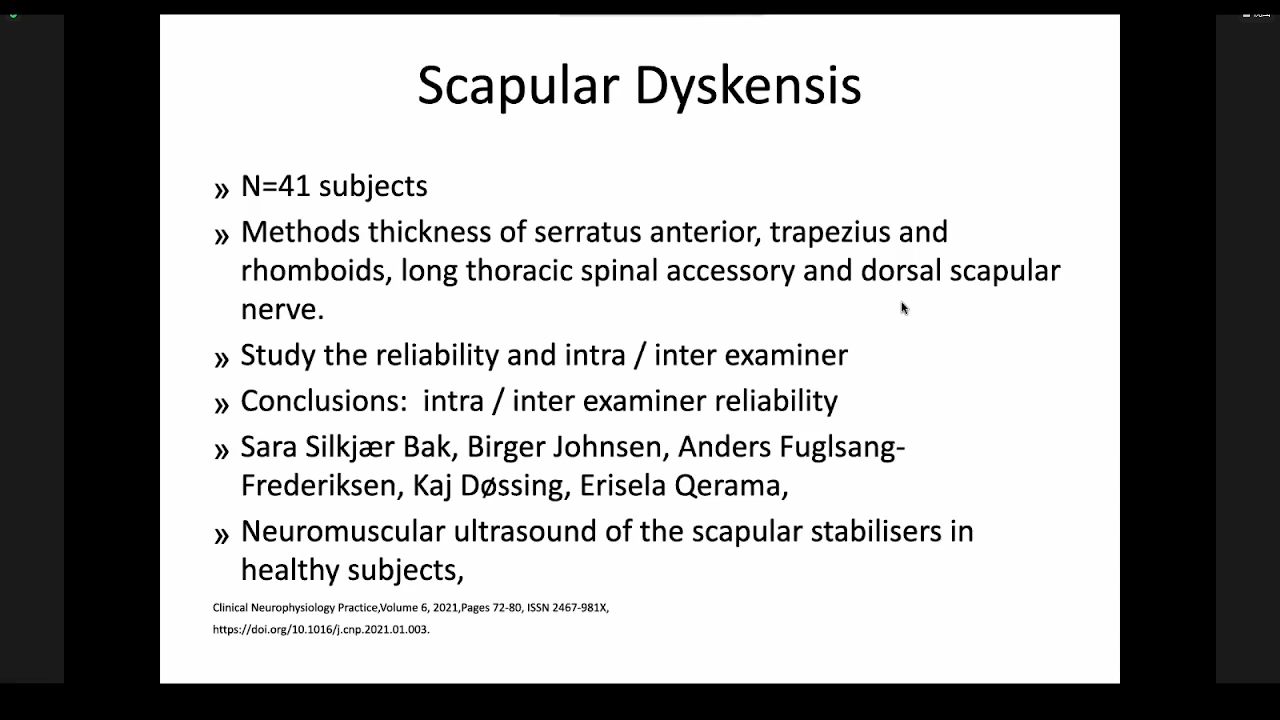 Scapular Dyskensis
» N=41 subjects
» Methods thickness of serratus anterior, trapezius and
rhomboids, long thoracic spinal accessory and dorsal scapular
nerve.
» Study the reliability and intra / inter examiner
» Conclusions:  intra / inter examiner reliability
» Sara Silkjær Bak, Birger Johnsen, Anders Fuglsang-
Frederiksen, Kaj Døssing, Erisela Qerama,
» Neuromuscular ultrasound of the scapular stabilisers in
healthy subjects,
Clinical Neurophysiology Practice,Volume 6, 2021,Pages 72-80, ISSN 2467-981X,
https://doi.org/10.1016/j.cnp.2021.01.003.